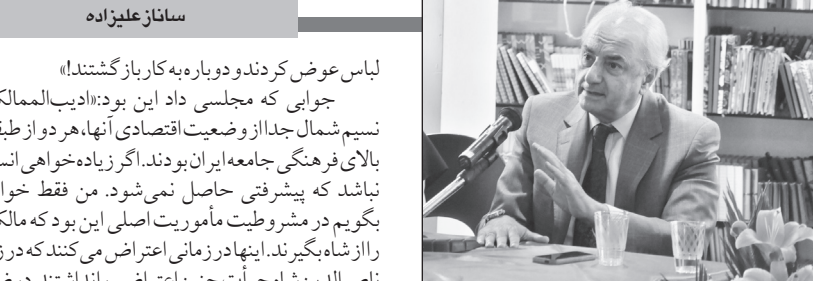 ساناز علیزاده
لباس عوض کردند و دوباره به کار بازگشتند!»
جوابی که مجلسی داد این بود:«ادیب‌الممالک
نسیم شمال جدا از وضعیت اقتصادی آنها، هر دو از
بالای فرهنگی جامعه ایران بودند. اگر زیاده‌خواهی
نباشد که پیشرفتی حاصل نمی‌شود. من فقط
بگویم در مشروطیت مأموریت اصلی این بود که
را از شاه بگیرند. اینها در زمانی اعتراض می‌کنند که